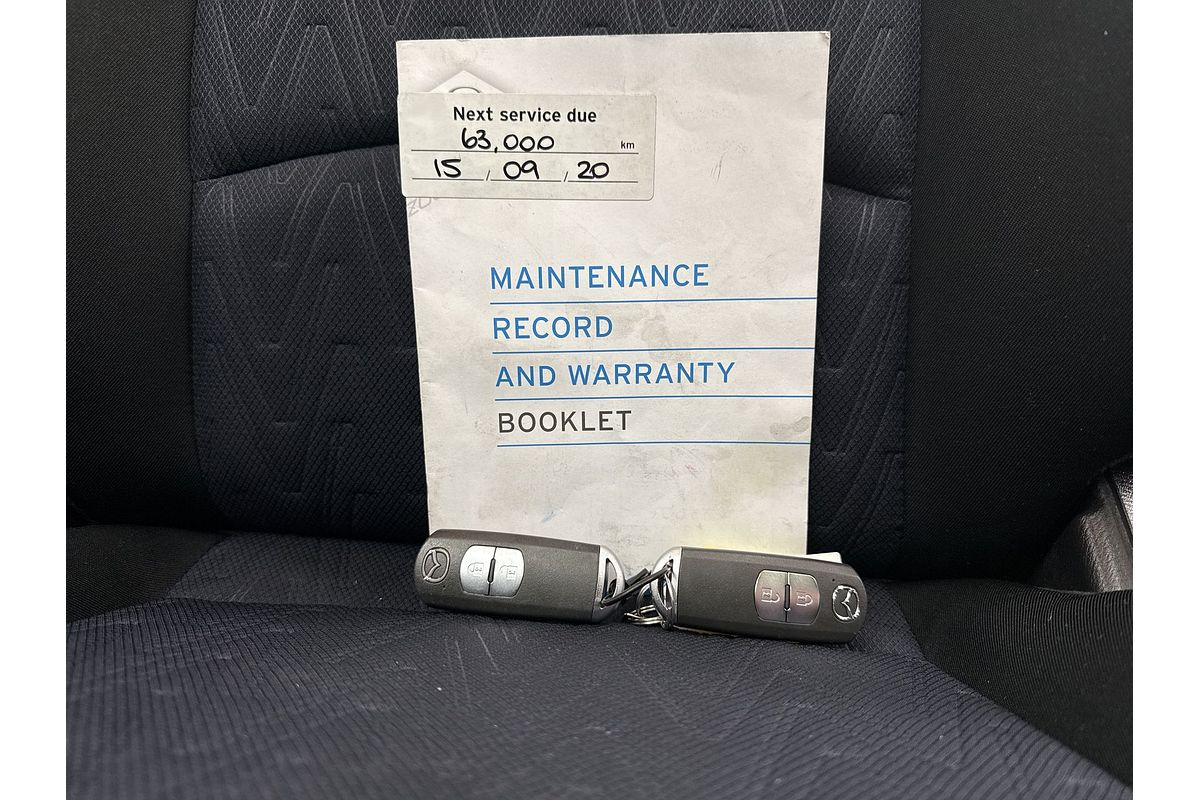 Next service due
63,000 km
15 / 09 / 20
MAINTENANCE
RECORD
AND WARRANTY
BOOKLET